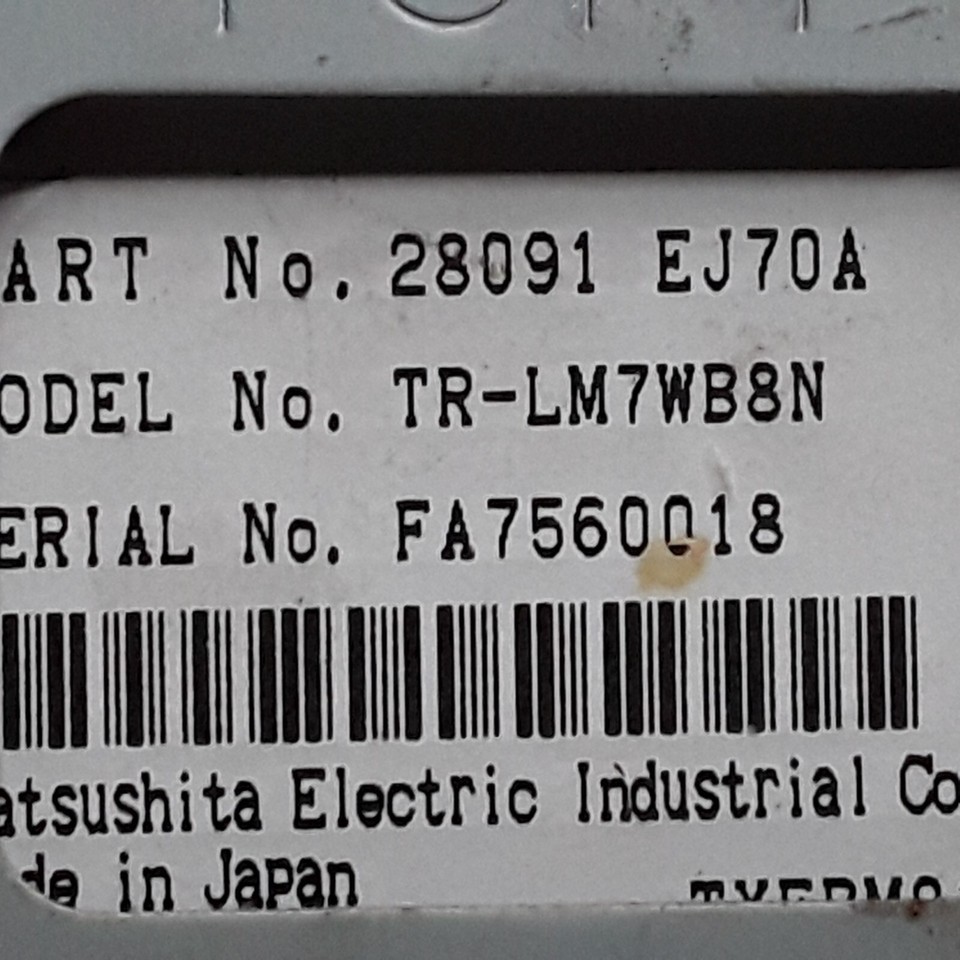 ART No. 28091 EJ70A
ODEL No. TR-LM7WB8N
ERIAL No. FA7560018
atsushita Electric Industrial Co
de in Japan